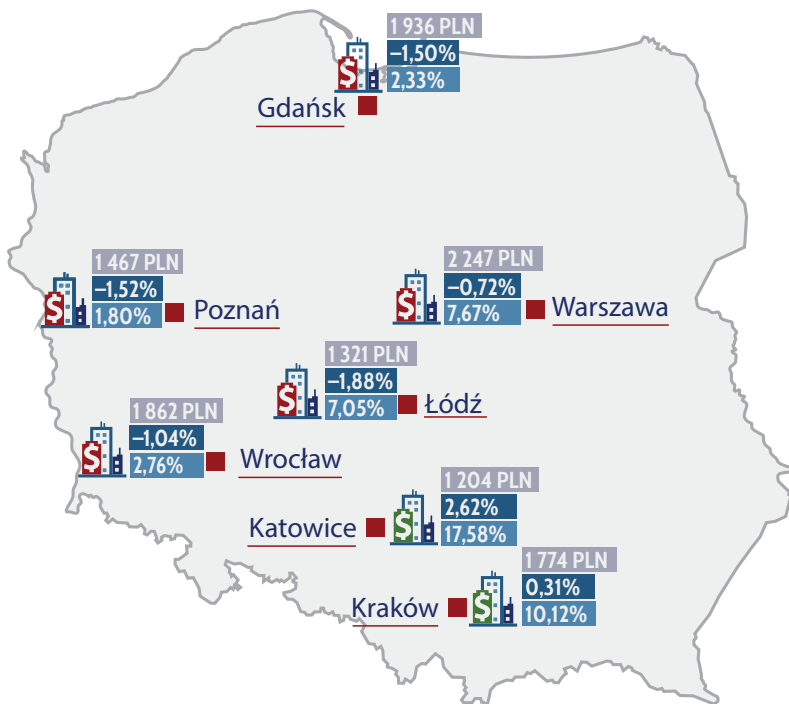 1 936 PLN
–1,50%
2,33%
Gdańsk
1 467 PLN
–1,52%
1,80%
Poznań
2 247 PLN
–0,72%
7,67%
Warszawa
1 321 PLN
–1,88%
7,05%
Łódź
1 862 PLN
–1,04%
2,76%
Wrocław
1 204 PLN
2,62%
17,58%
Katowice
1 774 PLN
0,31%
10,12%
Kraków